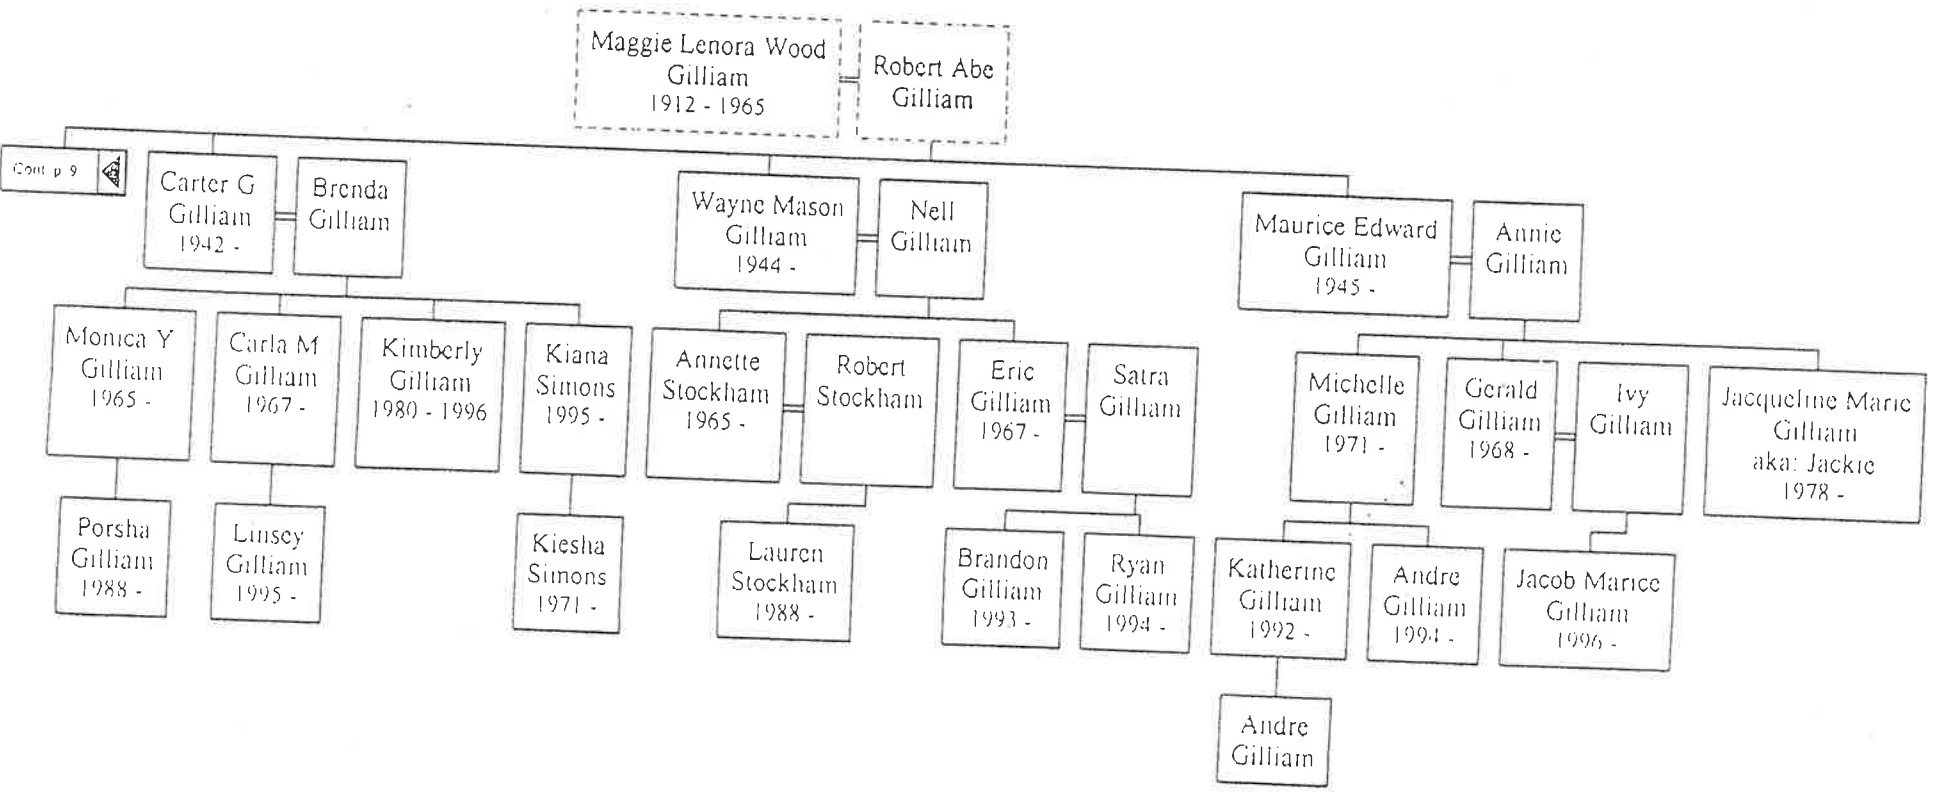 Maggie Lenora Wood
Gilliam
1912 - 1965
Robert Abe
Gilliam
Cont p 9
Carter G
Gilliam
1942 -
Brenda
Gilliam
Wayne Mason
Gilliam
1944 -
Nell
Gilliam
Maurice Edward
Gilliam
1945 -
Annie
Gilliam
Monica Y
Gilliam
1965 -
Carla M
Gilliam
1967 -
Kimberly
Gilliam
1980 - 1996
Kiana
Simons
1995 -
Annette
Stockham
1965 -
Robert
Stockham
Eric
Gilliam
1967 -
Satra
Gilliam
Michelle
Gilliam
1971 -
Gerald
Gilliam
1968 -
Ivy
Gilliam
Jacqueline Marie
Gilliam
aka: Jackie
1978 -
Porsha
Gilliam
1988 -
Linsey
Gilliam
1995 -
Kiesha
Simons
1971 -
Lauren
Stockham
1988 -
Brandon
Gilliam
1993 -
Ryan
Gilliam
1994 -
Katherine
Gilliam
1992 -
Andre
Gilliam
1994 -
Jacob Marice
Gilliam
1996 -
Andre
Gilliam